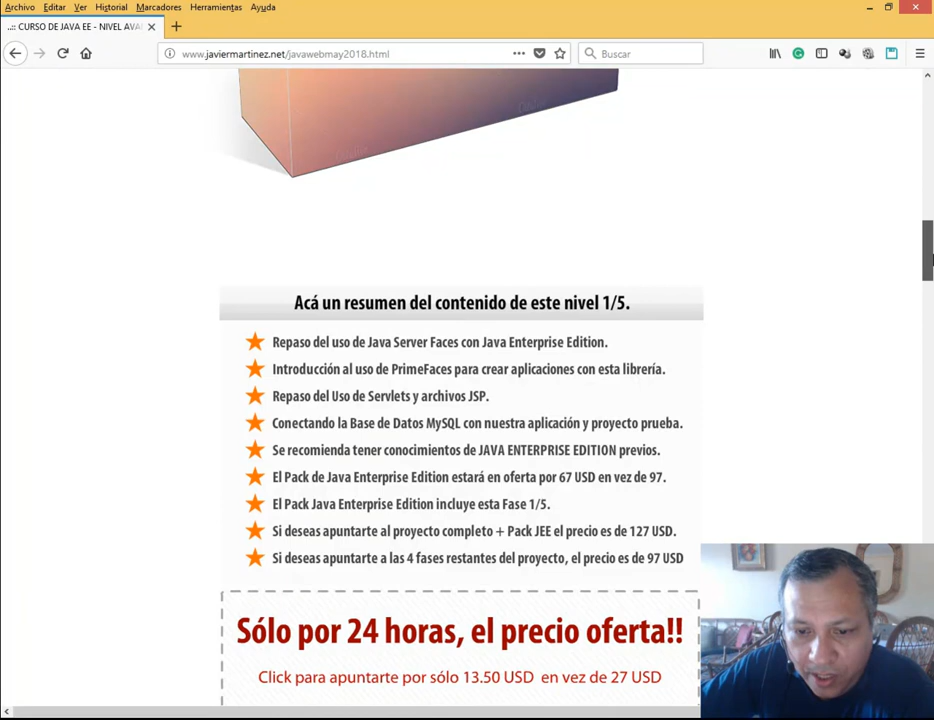 Archivo Editar Ver Historial Marcadores Herramientas Ayuda
..:: CURSO DE JAVA EE - NIVEL AVA
www.javiermartinez.net/javawebmay2018.html
Buscar
Acá un resumen del contenido de este nivel 1/5.
Repaso del uso de Java Server Faces con Java Enterprise Edition.
Introducción al uso de PrimeFaces para crear aplicaciones con esta librería.
Repaso del Uso de Servlets y archivos JSP.
Conectando la Base de Datos MySQL con nuestra aplicación y proyecto prueba.
Se recomienda tener conocimientos de JAVA ENTERPRISE EDITION previos.
El Pack de Java Enterprise Edition estará en oferta por 67 USD en vez de 97.
El Pack Java Enterprise Edition incluye esta Fase 1/5.
Si deseas apuntarte al proyecto completo + Pack JEE el precio es de 127 USD.
Si deseas apuntarte a las 4 fases restantes del proyecto, el precio es de 97 USD
Sólo por 24 horas, el precio oferta!!
Click para apuntarte por sólo 13.50 USD en vez de 27 USD